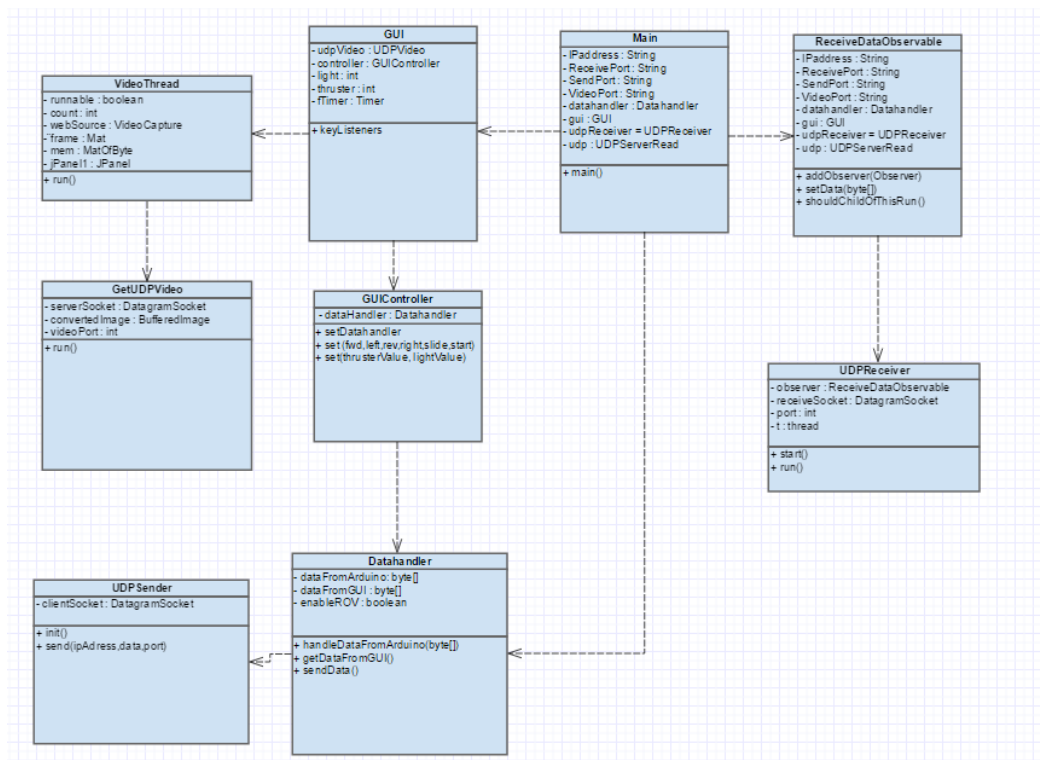 GUI
- udpVideo : UDPVideo
- controller : GUIController
- light : int
- thruster : int
- fTimer : Timer
+ keyListeners
Main
- IPaddress : String
- ReceivePort : String
- SendPort : String
- VideoPort : String
- datahandler : Datahandler
- gui : GUI
- udpReceiver = UDPReceiver
- udp : UDPServerRead
+ main()
ReceiveDataObservable
- IPaddress : String
- ReceivePort : String
- SendPort : String
- VideoPort : String
- datahandler : Datahandler
- gui : GUI
- udpReceiver = UDPReceiver
- udp : UDPServerRead
+ addObserver(Observer)
+ setData(byte[])
+ shouldChildOfThisRun()
VideoThread
- runnable : boolean
- count : int
- webSource : VideoCapture
- frame : Mat
- mem : MatOfByte
- jPanel1 : JPanel
+ run()
GetUDPVideo
- serverSocket : DatagramSocket
- convertedImage : BufferedImage
- videoPort : int
+ run()
GUIController
- dataHandler : Datahandler
+ setDatahandler
+ set (fwd,left,rev,right,slide,start)
+ set(thrusterValue, lightValue)
UDPReceiver
- observer : ReceiveDataObservable
- receiveSocket : DatagramSocket
- port : int
- t : thread
+ start()
+ run()
Datahandler
- dataFromArduino: byte[]
- dataFromGUI : byte[]
- enableROV : boolean
+ handleDataFromArduino(byte[])
+ getDataFromGUI()
+ sendData()
UDPSender
- clientSocket : DatagramSocket
+ init()
+ send(ipAdress,data,port)